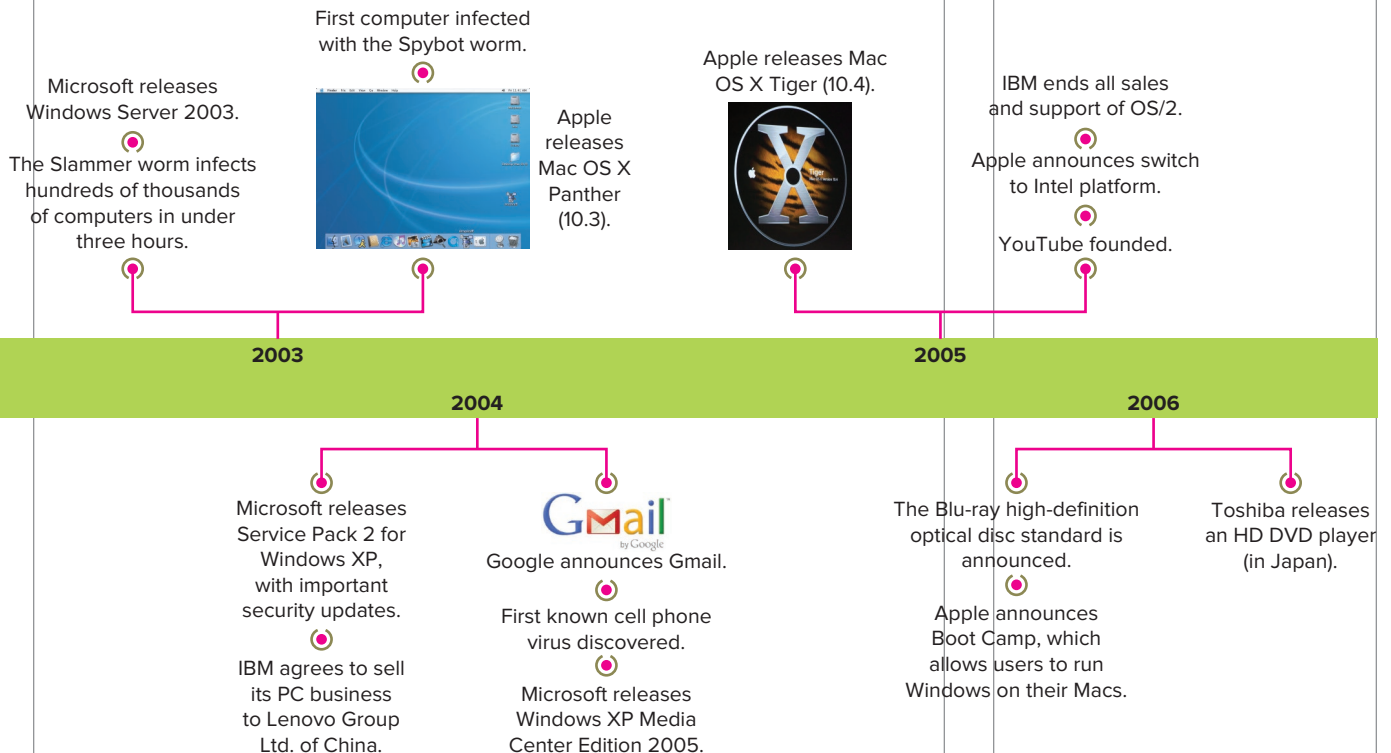 Microsoft releases
Windows Server 2003.
The Slammer worm infects
hundreds of thousands
of computers in under
three hours.
First computer infected
with the Spybot worm.
Apple
releases
Mac OS X
Panther
(10.3).
2003
Apple releases Mac
OS X Tiger (10.4).
X
Tiger
IBM ends all sales
and support of OS/2.
Apple announces switch
to Intel platform.
YouTube founded.
2005
2004
Microsoft releases
Service Pack 2 for
Windows XP,
with important
security updates.
IBM agrees to sell
its PC business
to Lenovo Group
Ltd. of China.
Gmail
by Google
Google announces Gmail.
First known cell phone
virus discovered.
Microsoft releases
Windows XP Media
Center Edition 2005.
2006
The Blu-ray high-definition
optical disc standard is
announced.
Apple announces
Boot Camp, which
allows users to run
Windows on their Macs.
Toshiba releases
an HD DVD player
(in Japan).